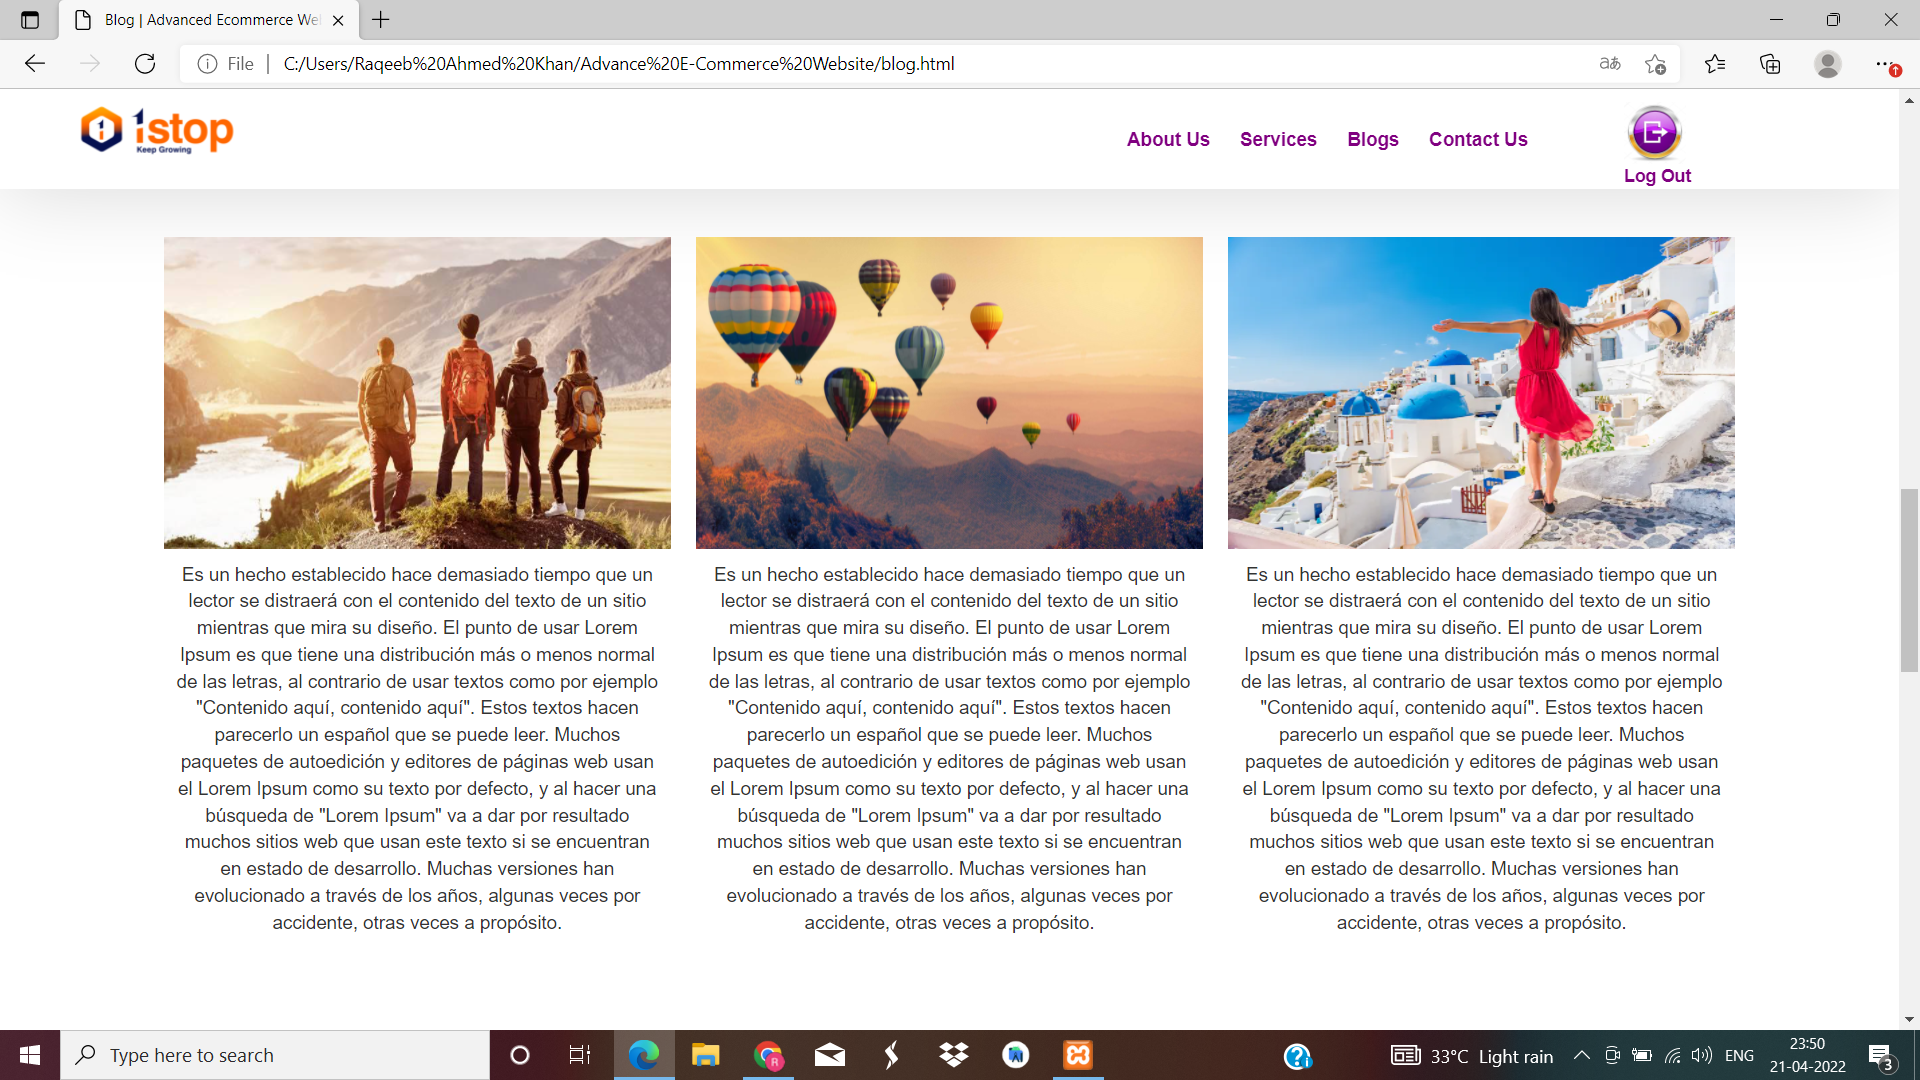 Blog | Advanced Ecommerce We
File
C:/Users/Raqeeb%20Ahmed%20Khan/Advance%20E-Commerce%20Website/blog.html
1stop
Keep Growing
About Us
Services
Blogs
Contact Us
Log Out
Es un hecho establecido hace demasiado tiempo que un
lector se distraerá con el contenido del texto de un sitio
mientras que mira su diseño. El punto de usar Lorem
Ipsum es que tiene una distribución más o menos normal
de las letras, al contrario de usar textos como por ejemplo
"Contenido aquí, contenido aquí". Estos textos hacen
parecerlo un español que se puede leer. Muchos
paquetes de autoedición y editores de páginas web usan
el Lorem Ipsum como su texto por defecto, y al hacer una
búsqueda de "Lorem Ipsum" va a dar por resultado
muchos sitios web que usan este texto si se encuentran
en estado de desarrollo. Muchas versiones han
evolucionado a través de los años, algunas veces por
accidente, otras veces a propósito.
Es un hecho establecido hace demasiado tiempo que un
lector se distraerá con el contenido del texto de un sitio
mientras que mira su diseño. El punto de usar Lorem
Ipsum es que tiene una distribución más o menos normal
de las letras, al contrario de usar textos como por ejemplo
"Contenido aquí, contenido aquí". Estos textos hacen
parecerlo un español que se puede leer. Muchos
paquetes de autoedición y editores de páginas web usan
el Lorem Ipsum como su texto por defecto, y al hacer una
búsqueda de "Lorem Ipsum" va a dar por resultado
muchos sitios web que usan este texto si se encuentran
en estado de desarrollo. Muchas versiones han
evolucionado a través de los años, algunas veces por
accidente, otras veces a propósito.
Es un hecho establecido hace demasiado tiempo que un
lector se distraerá con el contenido del texto de un sitio
mientras que mira su diseño. El punto de usar Lorem
Ipsum es que tiene una distribución más o menos normal
de las letras, al contrario de usar textos como por ejemplo
"Contenido aquí, contenido aquí". Estos textos hacen
parecerlo un español que se puede leer. Muchos
paquetes de autoedición y editores de páginas web usan
el Lorem Ipsum como su texto por defecto, y al hacer una
búsqueda de "Lorem Ipsum" va a dar por resultado
muchos sitios web que usan este texto si se encuentran
en estado de desarrollo. Muchas versiones han
evolucionado a través de los años, algunas veces por
accidente, otras veces a propósito.
Type here to search
R
33°C Light rain
ENG
23:50
21-04-2022
3